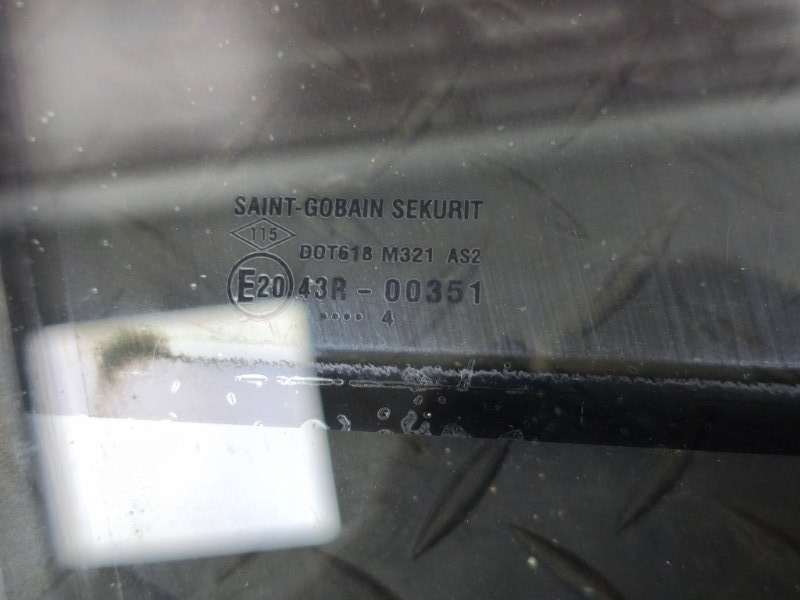 SAINT-GOBAIN SEKURIT
115
DOT618 M321 AS2
E20 43R - 00351
•••• 4